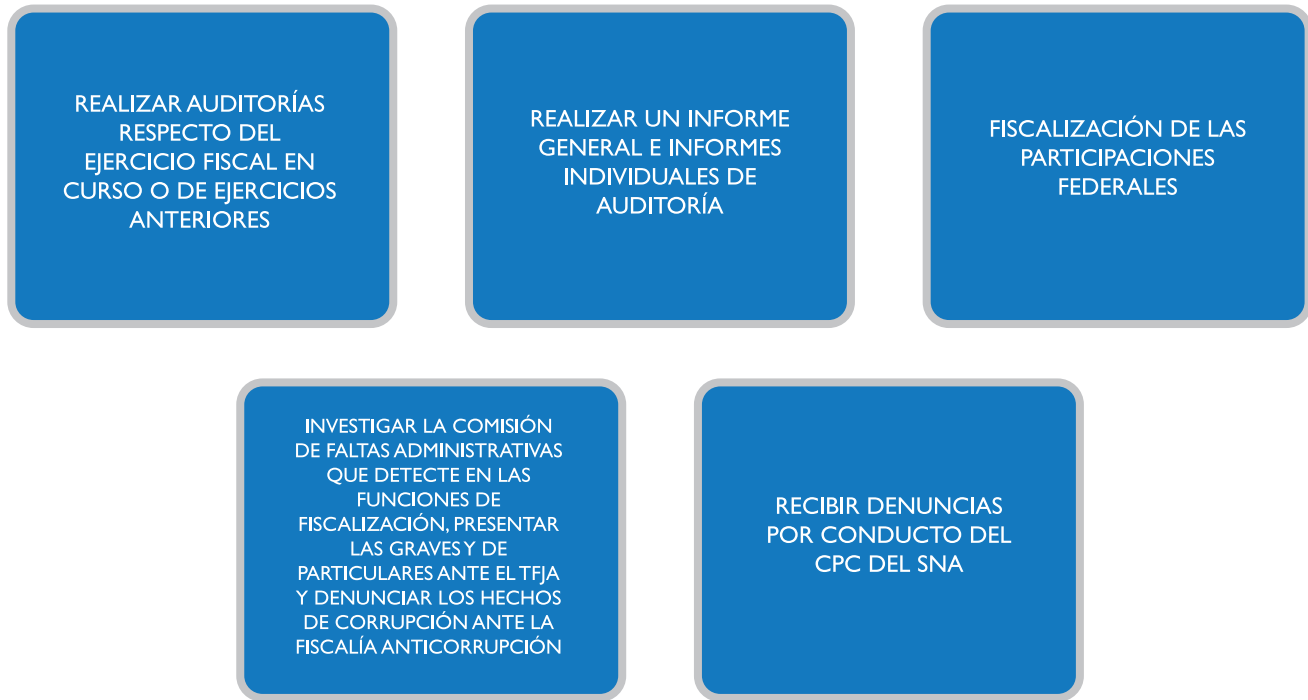 REALIZAR AUDITORÍAS
RESPECTO DEL
EJERCICIO FISCAL EN
CURSO O DE EJERCICIOS
ANTERIORES
REALIZAR UN INFORME
GENERAL E INFORMES
INDIVIDUALES DE
AUDITORÍA
FISCALIZACIÓN DE LAS
PARTICIPACIONES
FEDERALES
INVESTIGAR LA COMISIÓN
DE FALTAS ADMINISTRATIVAS
QUE DETECTE EN LAS
FUNCIONES DE
FISCALIZACIÓN, PRESENTAR
LAS GRAVES Y DE
PARTICULARES ANTE EL TFJA
Y DENUNCIAR LOS HECHOS
DE CORRUPCIÓN ANTE LA
FISCALÍA ANTICORRUPCIÓN
RECIBIR DENUNCIAS
POR CONDUCTO DEL
CPC DEL SNA